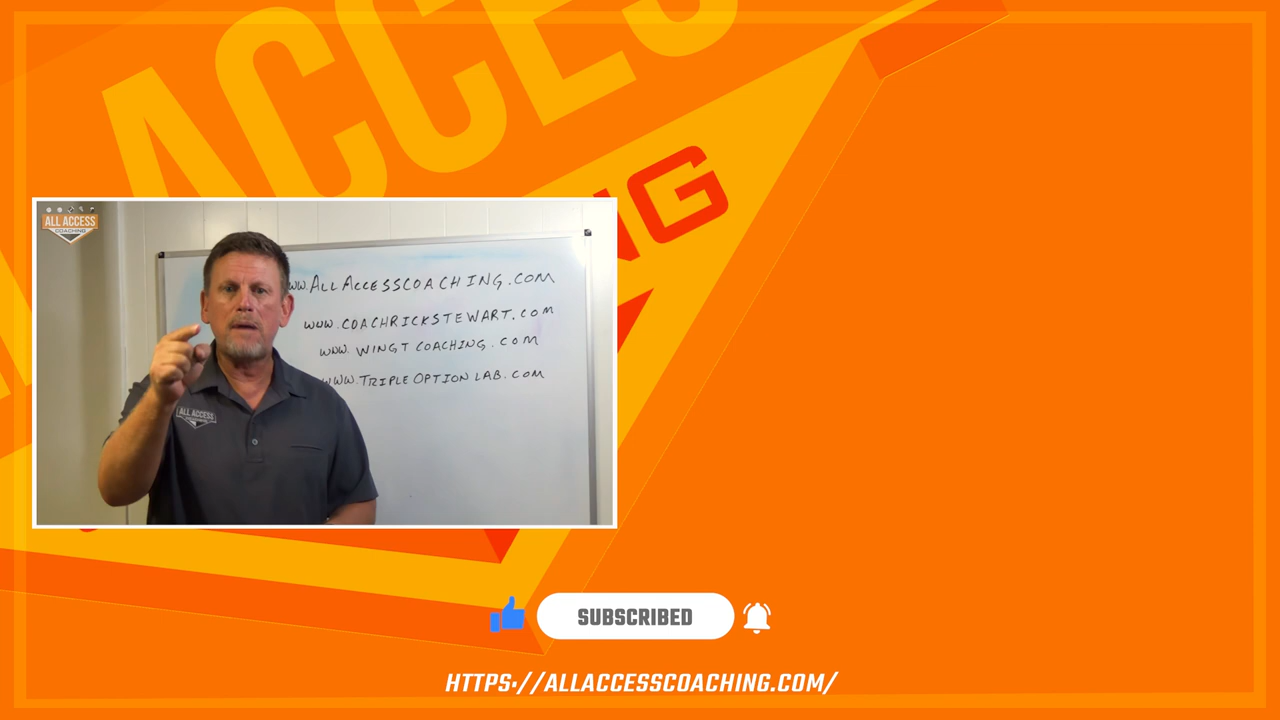 ACCES
NG
ALL ACCESS
COACHING
WW.ALLACCESSCOACHING.COM
WWW.COACHRICKSTEWART.COM
WWW.WINGTCOACHING.COM
WWW.TRIPLEOPTIONLAB.COM
ALL ACCESS
SUBSCRIBED
HTTPS://ALLACCESSCOACHING.COM/